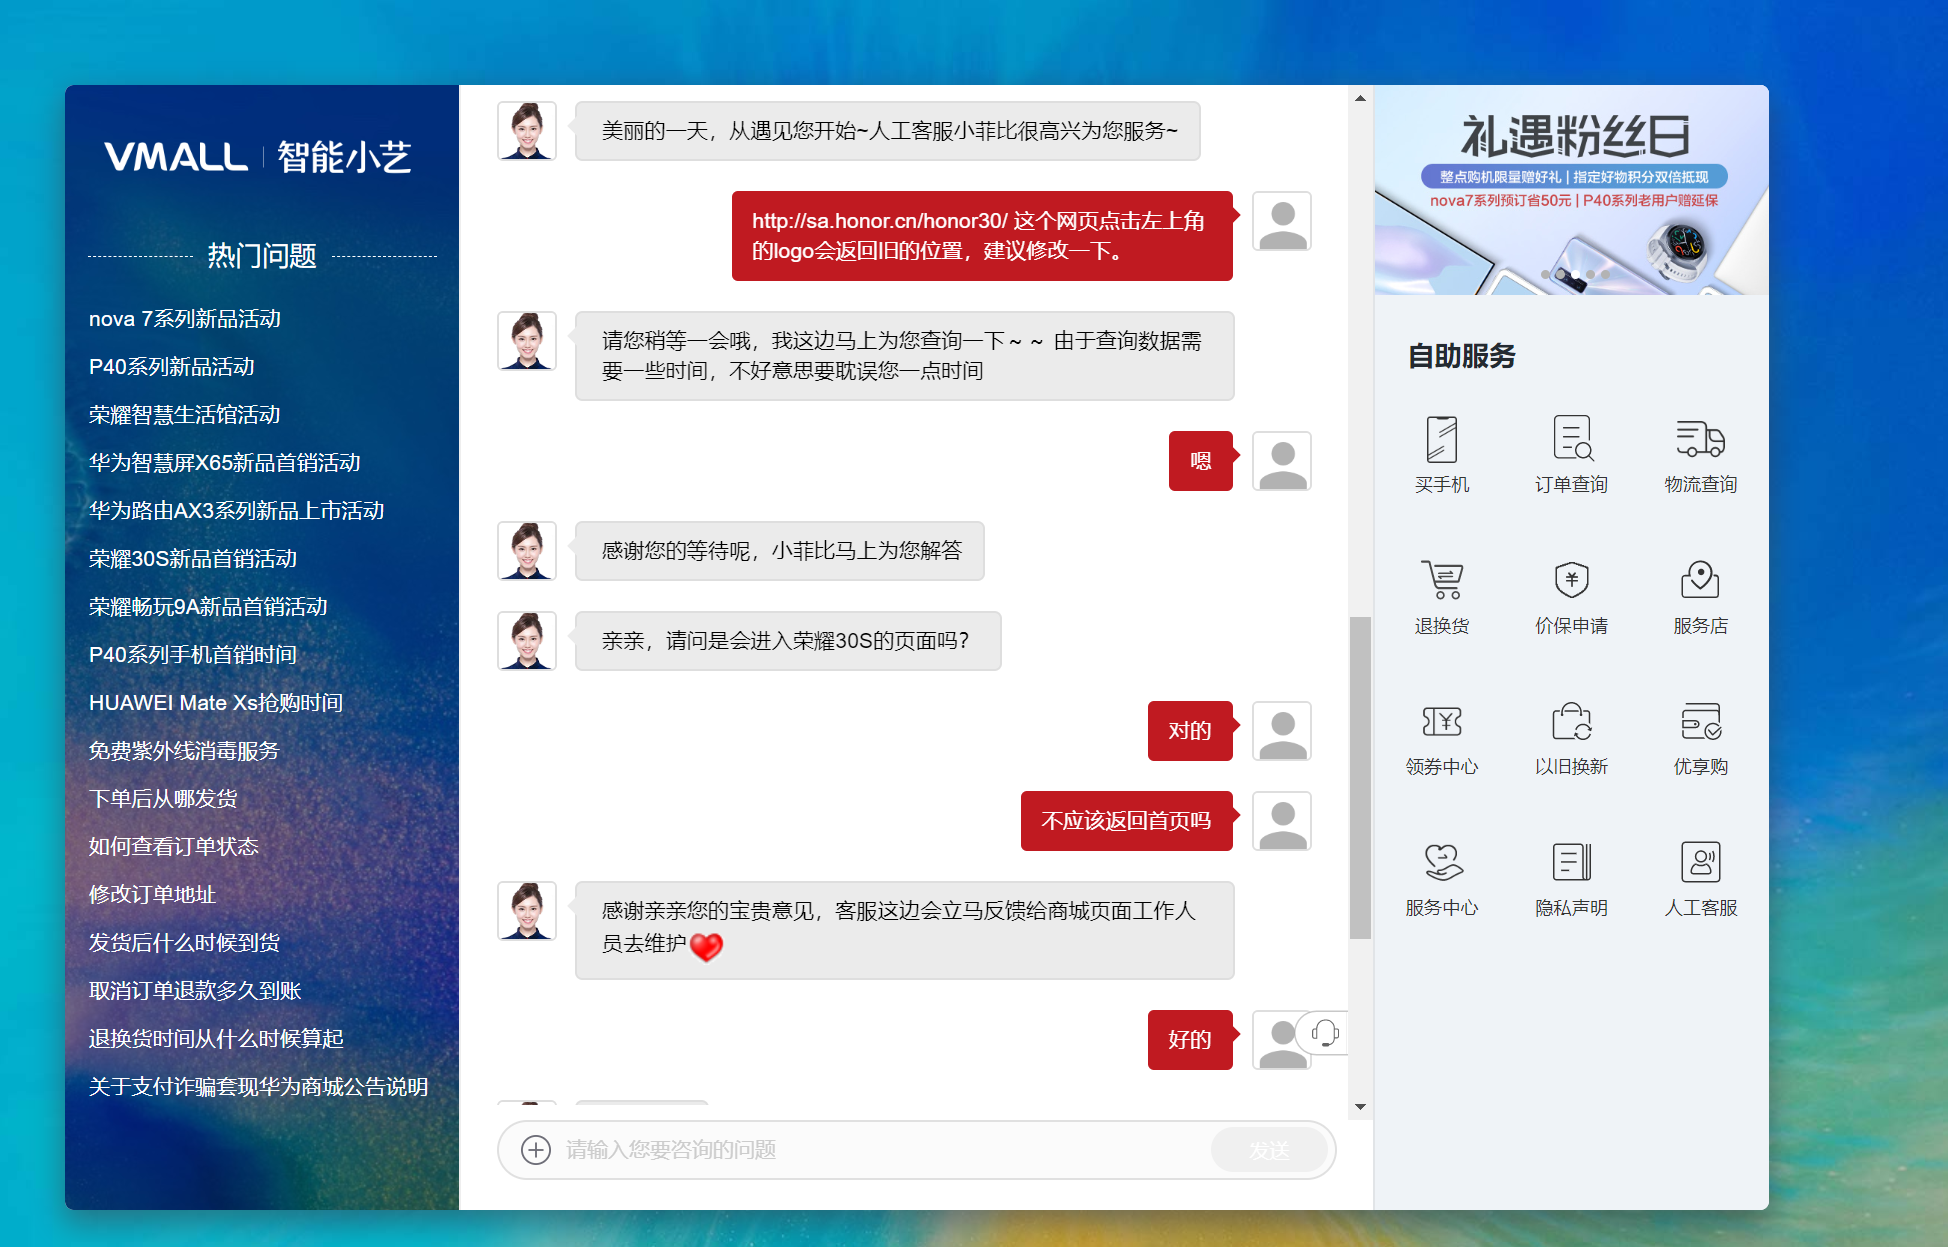 VMALL | 智能小艺
热门问题
nova 7系列新品活动
P40系列新品活动
荣耀智慧生活馆活动
华为智慧屏X65新品首销活动
华为路由AX3系列新品上市活动
荣耀30S新品首销活动
荣耀畅玩9A新品首销活动
P40系列手机首销时间
HUAWEI Mate Xs抢购时间
免费紫外线消毒服务
下单后从哪发货
如何查看订单状态
修改订单地址
发货后什么时候到货
取消订单退款多久到账
退换货时间从什么时候算起
关于支付诈骗套现华为商城公告说明
美丽的一天，从遇见您开始~人工客服小菲比很高兴为您服务~
http://sa.honor.cn/honor30/ 这个网页点击左上角
的logo会返回旧的位置，建议修改一下。
请您稍等一会哦，我这边马上为您查询一下～～ 由于查询数据需
要一些时间，不好意思要耽误您一点时间
嗯
感谢您的等待呢，小菲比马上为您解答
亲亲，请问是会进入荣耀30S的页面吗？
对的
不应该返回首页吗
感谢亲亲您的宝贵意见，客服这边会立马反馈给商城页面工作人
员去维护
好的
请输入您要咨询的问题
发送
礼遇粉丝日
整点购机限量赠好礼 | 指定好物积分双倍抵现
nova7系列预订省50元 | P40系列老用户赠延保
自助服务
买手机
订单查询
物流查询
退换货
价保申请
服务店
领券中心
以旧换新
优享购
服务中心
隐私声明
人工客服